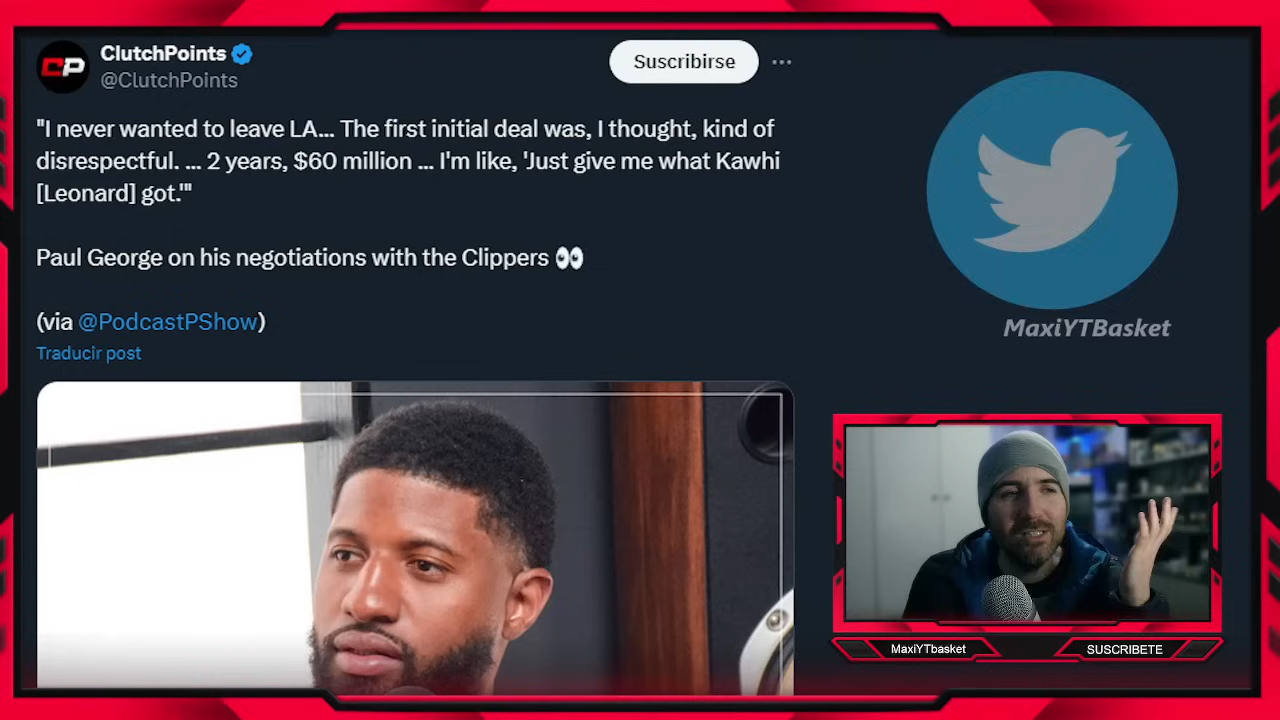 CP
ClutchPoints
@ClutchPoints
Suscribirse
"I never wanted to leave LA... The first initial deal was, I thought, kind of
disrespectful. ... 2 years, $60 million ... I'm like, 'Just give me what Kawhi
[Leonard] got.'"
Paul George on his negotiations with the Clippers 👀
(via @PodcastPShow)
Traducir post
MaxiYTBasket
MaxiYTbasket
SUSCRIBETE